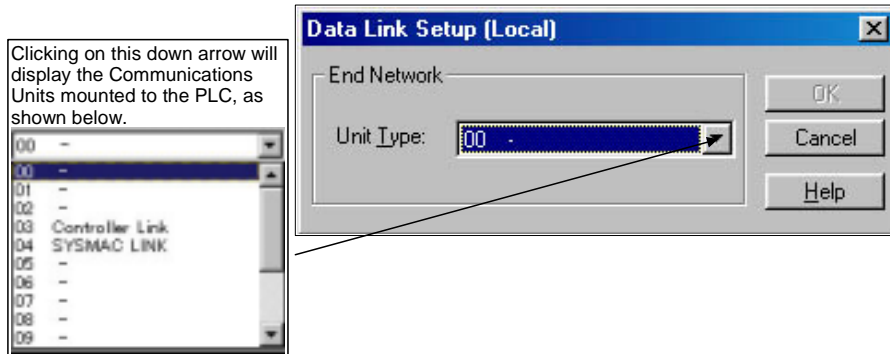 Clicking on this down arrow will
display the Communications
Units mounted to the PLC, as
shown below.
00 -
00 -
01 -
02 -
03 Controller Link
04 SYSMAC LINK
05 -
06 -
07 -
08 -
09 -
Data Link Setup (Local)
End Network
Unit Type: 00 -
OK
Cancel
Help